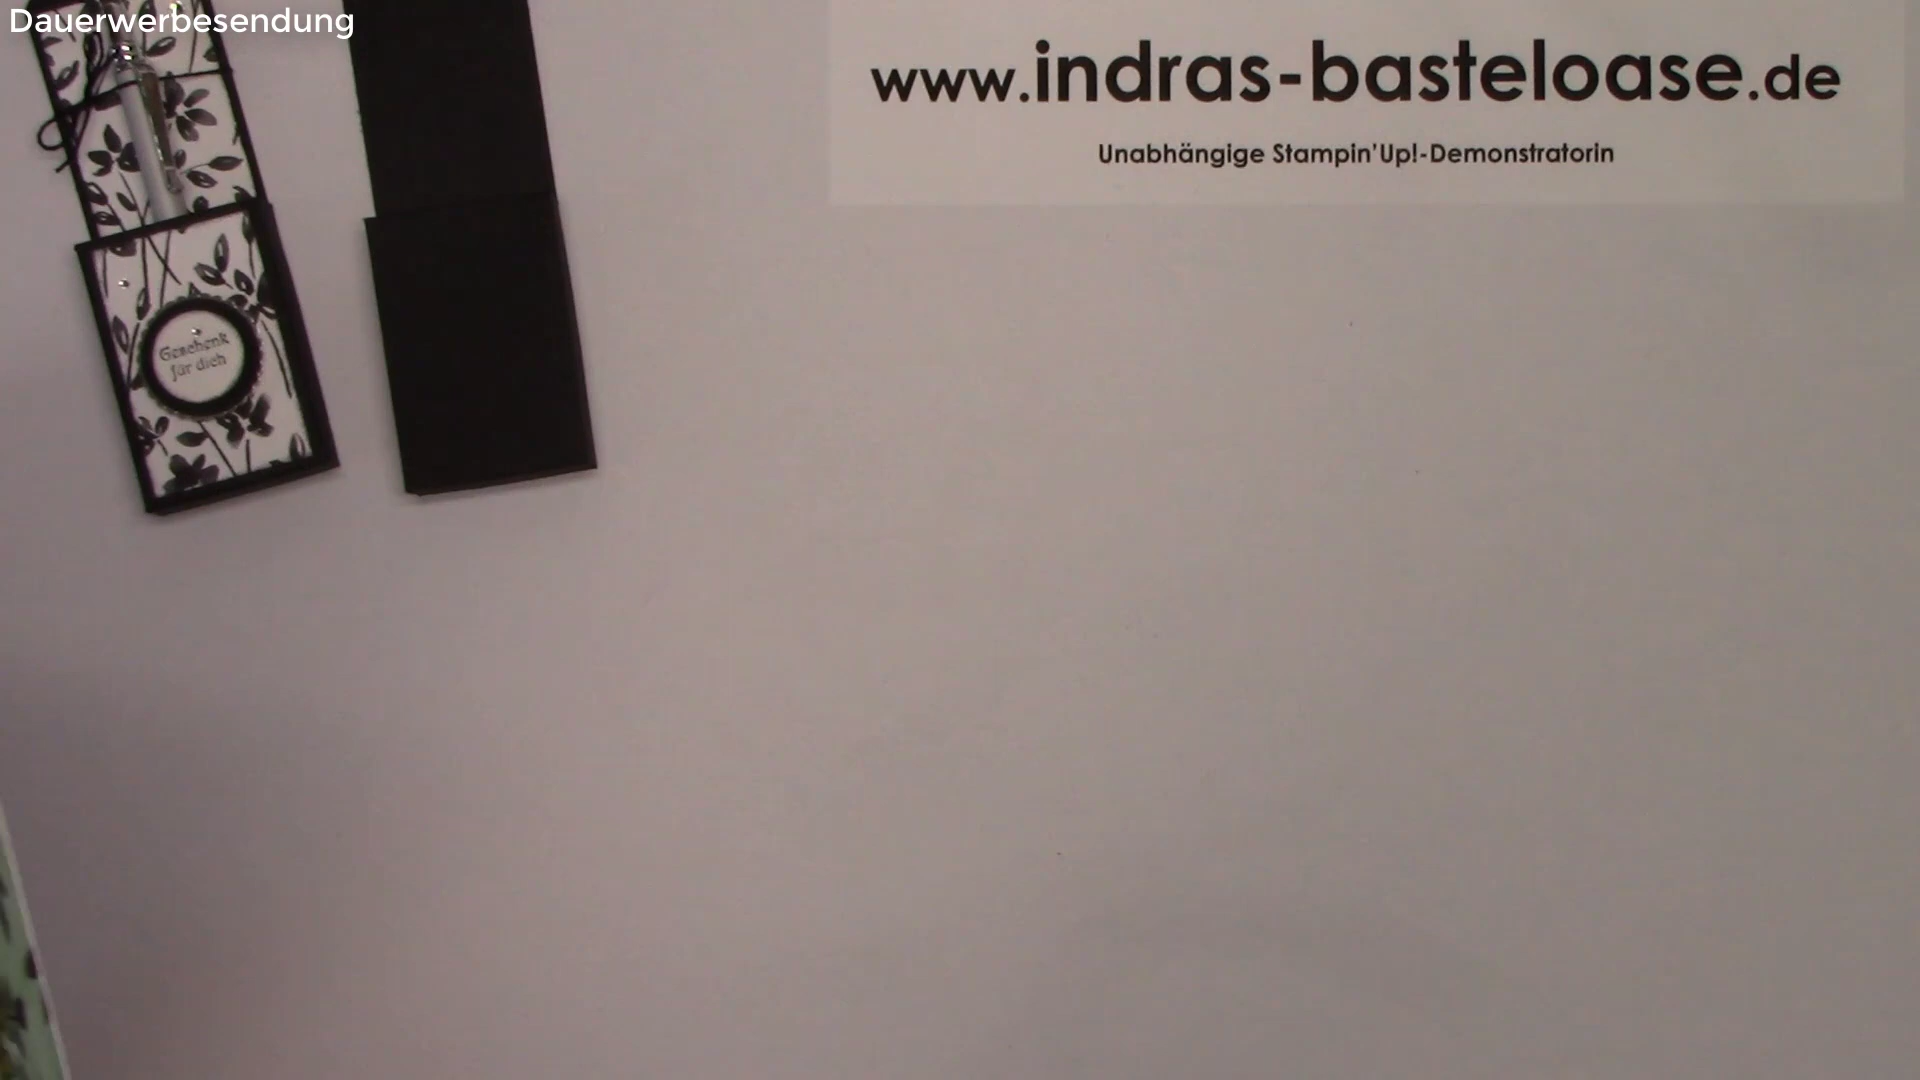 Dauerwerbesendung
www.indras-basteloase.de
Unabhängige Stampin'Up!-Demonstratorin
Geschenk
für dich